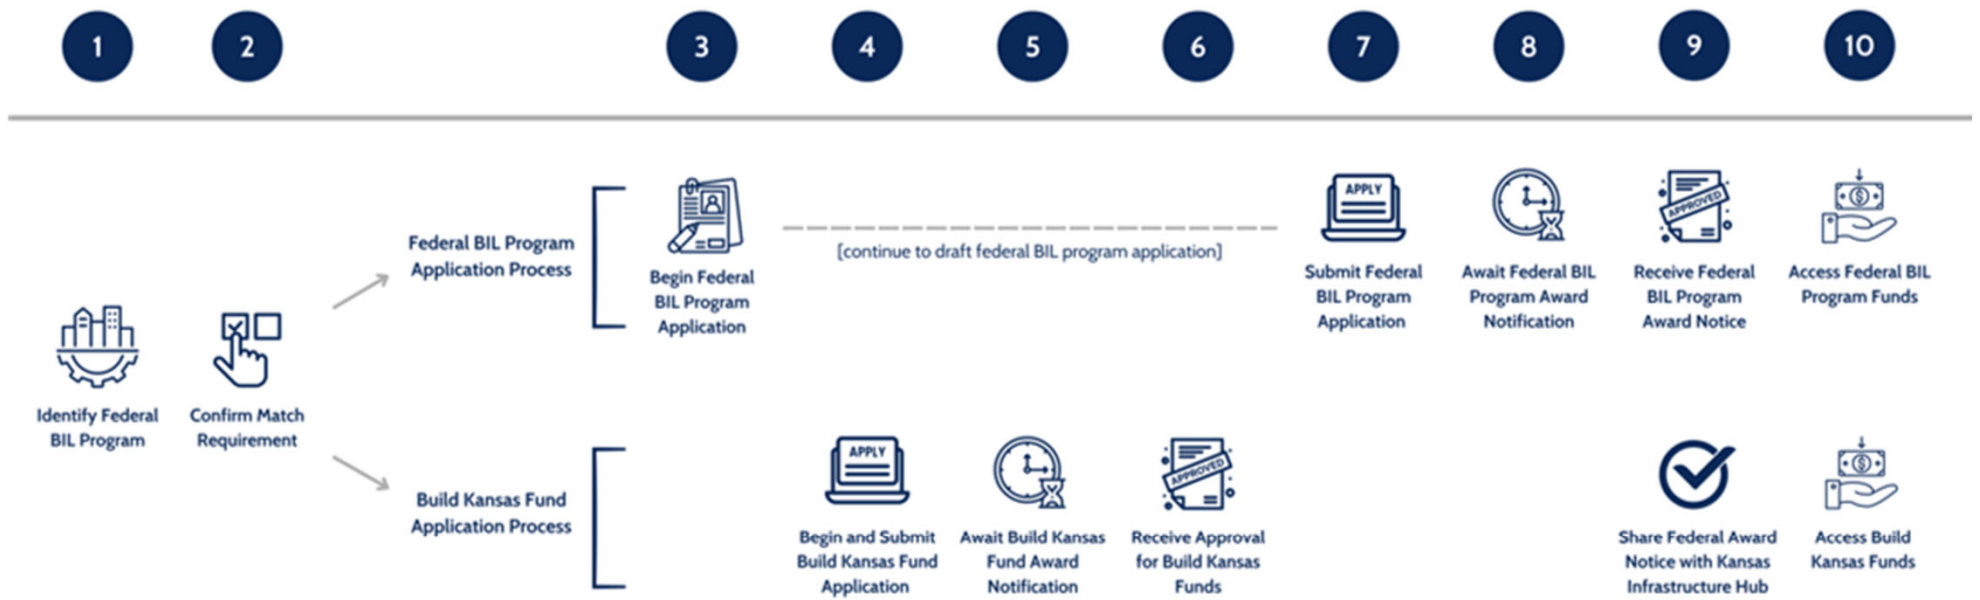 1
2
3
4
5
6
7
8
9
10
Identify Federal
BIL Program
Confirm Match
Requirement
Federal BIL Program
Application Process
Begin Federal
BIL Program
Application
[continue to draft federal BIL program application]
APPLY
Submit Federal
BIL Program
Application
Await Federal BIL
Program Award
Notification
APPROVED
Receive Federal
BIL Program
Award Notice
$
Access Federal BIL
Program Funds
Build Kansas Fund
Application Process
APPLY
Begin and Submit
Build Kansas Fund
Application
Await Build Kansas
Fund Award
Notification
APPROVED
Receive Approval
for Build Kansas
Funds
Share Federal Award
Notice with Kansas
Infrastructure Hub
$
Access Build
Kansas Funds